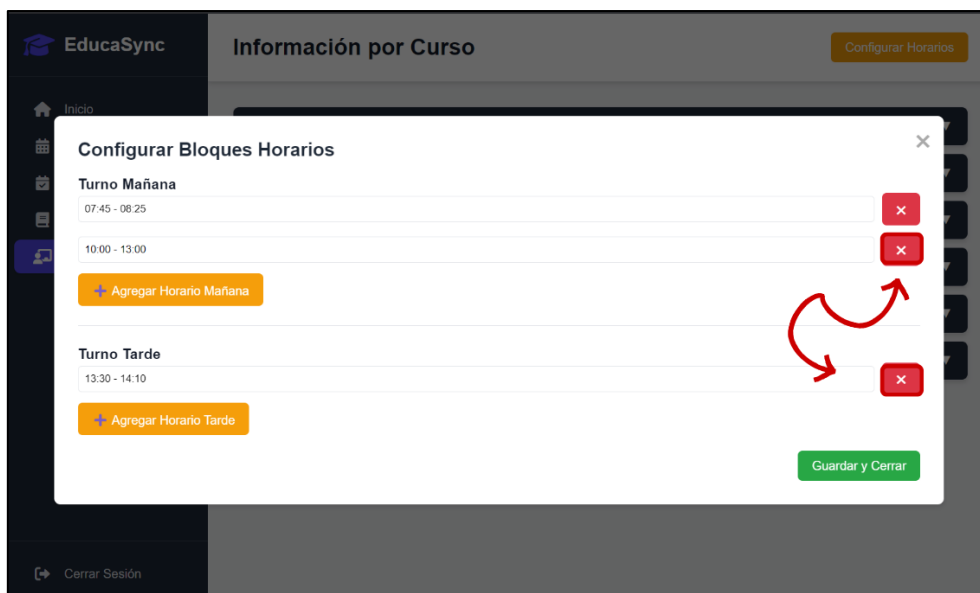 EducaSync
Información por Curso
Configurar Horarios
Inicio
Configurar Bloques Horarios
×
Turno Mañana
07:45 - 08:25
×
10:00 - 13:00
×
+ Agregar Horario Mañana
Turno Tarde
13:30 - 14:10
×
+ Agregar Horario Tarde
Guardar y Cerrar
Cerrar Sesión